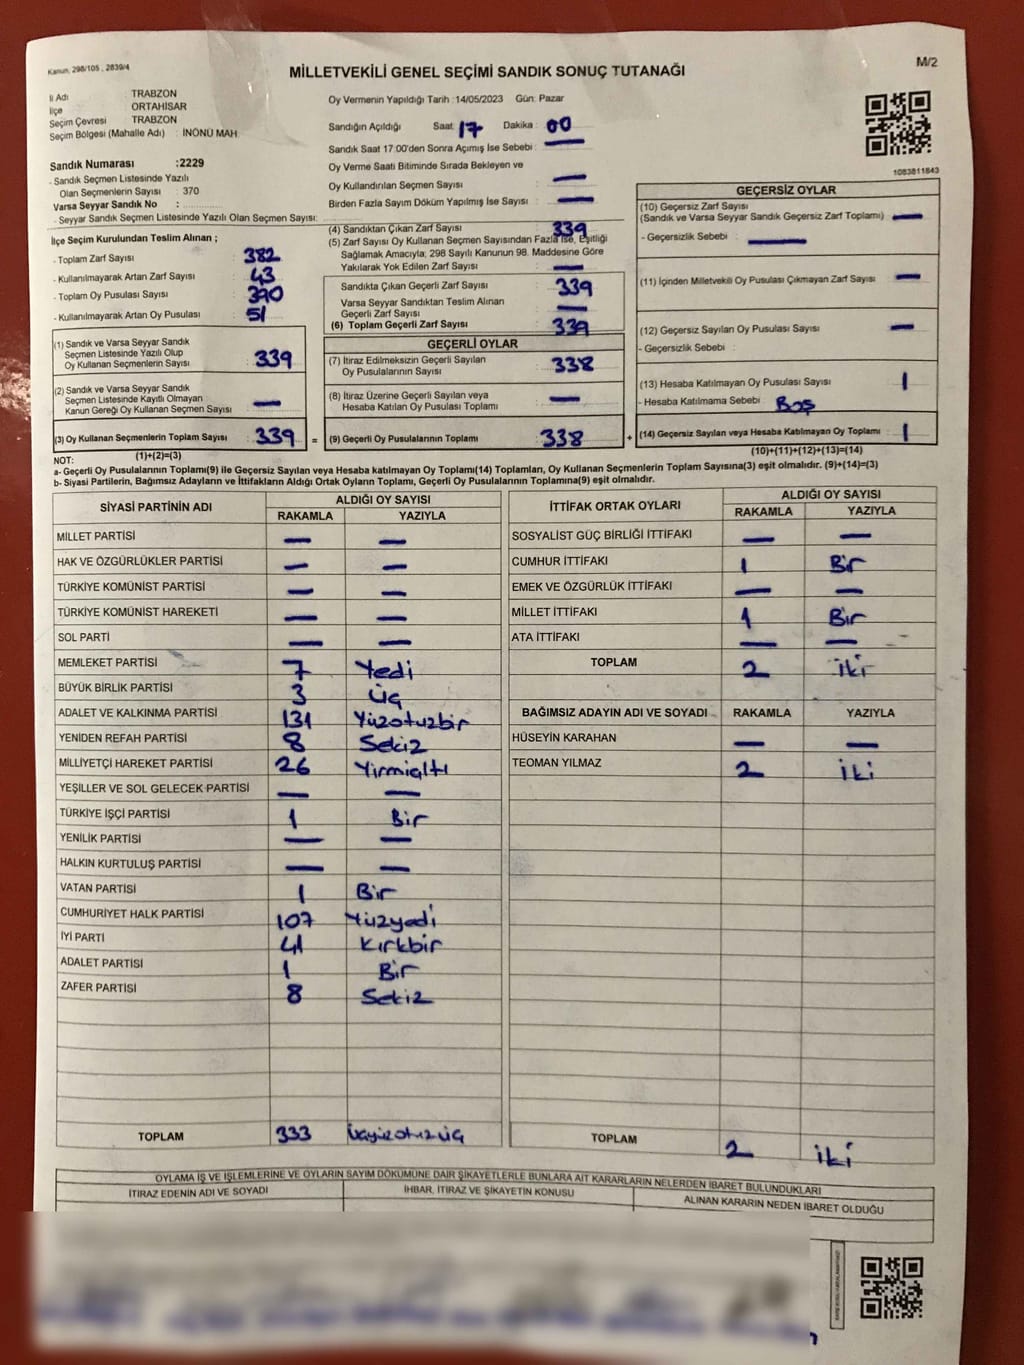 Kanun, 298/105 , 2839/4
MİLLETVEKİLİ GENEL SEÇİMİ SANDIK SONUÇ TUTANAĞI
M/2
İl Adı TRABZON
İlçe ORTAHİSAR
Seçim Çevresi TRABZON
Seçim Bölgesi (Mahalle Adı) : İNÖNÜ MAH.
Oy Vermenin Yapıldığı Tarih :14/05/2023 Gün: Pazar
Sandığın Açıldığı Saat: 17 Dakika : 00
Sandık Saat 17:00'den Sonra Açımış İse Sebebi : —
Oy Verme Saati Bitiminde Sırada Bekleyen ve
Oy Kullandırılan Seçmen Sayısı : —
Birden Fazla Sayım Döküm Yapılmış İse Sayısı : —
1083811843
Sandık Numarası :2229
- Sandık Seçmen Listesinde Yazılı
Olan Seçmenlerin Sayısı : 370
Varsa Seyyar Sandık No :
- Seyyar Sandık Seçmen Listesinde Yazılı Olan Seçmen Sayısı:
İlçe Seçim Kurulundan Teslim Alınan ;
- Toplam Zarf Sayısı : 382
- Kullanılmayarak Artan Zarf Sayısı : 43
- Toplam Oy Pusulası Sayısı : 390
- Kullanılmayarak Artan Oy Pusulası : 51
(4) Sandıktan Çıkan Zarf Sayısı : 339
(5) Zarf Sayısı Oy Kullanan Seçmen Sayısından Fazla ise, Eşitliği
Sağlamak Amacıyla; 298 Sayılı Kanunun 98. Maddesine Göre
Yakılarak Yok Edilen Zarf Sayısı : —
Sandıkta Çıkan Geçerli Zarf Sayısı : 339
Varsa Seyyar Sandıktan Teslim Alınan
Geçerli Zarf Sayısı : —
(6) Toplam Geçerli Zarf Sayısı : 339
(1) Sandık ve Varsa Seyyar Sandık
Seçmen Listesinde Yazılı Olup
Oy Kullanan Seçmenlerin Sayısı : 339
(2) Sandık ve Varsa Seyyar Sandık
Seçmen Listesinde Kayıtlı Olmayan
Kanun Gereği Oy Kullanan Seçmen Sayısı : —
(3) Oy Kullanan Seçmenlerin Toplam Sayısı : 339
(1)+(2)=(3)
GEÇERLİ OYLAR
(7) İtiraz Edilmeksizin Geçerli Sayılan
Oy Pusulalarının Sayısı : 338
(8) İtiraz Üzerine Geçerli Sayılan veya
Hesaba Katılan Oy Pusulası Toplamı : —
= (9) Geçerli Oy Pusulalarının Toplamı : 338 +
GEÇERSİZ OYLAR
(10) Geçersiz Zarf Sayısı
(Sandık ve Varsa Seyyar Sandık Geçersiz Zarf Toplamı) : —
- Geçersizlik Sebebi : —
(11) İçinden Milletvekili Oy Pusulası Çıkmayan Zarf Sayısı : —
(12) Geçersiz Sayılan Oy Pusulası Sayısı : —
- Geçersizlik Sebebi :
(13) Hesaba Katılmayan Oy Pusulası Sayısı : 1
- Hesaba Katılmama Sebebi : Boş
(14) Geçersiz Sayılan veya Hesaba Katılmayan Oy Toplamı : 1
(10)+(11)+(12)+(13)=(14)
NOT:
a- Geçerli Oy Pusulalarının Toplamı(9) ile Geçersiz Sayılan veya Hesaba katılmayan Oy Toplamı(14) Toplamları, Oy Kullanan Seçmenlerin Toplam Sayısına(3) eşit olmalıdır. (9)+(14)=(3)
b- Siyasi Partilerin, Bağımsız Adayların ve İttifakların Aldığı Ortak Oyların Toplamı, Geçerli Oy Pusulalarının Toplamına(9) eşit olmalıdır.
SİYASİ PARTİNİN ADI ALDIĞI OY SAYISI
RAKAMLA YAZIYLA
MİLLET PARTİSİ — —
HAK VE ÖZGÜRLÜKLER PARTİSİ — —
TÜRKİYE KOMÜNİST PARTİSİ — —
TÜRKİYE KOMÜNİST HAREKETİ — —
SOL PARTİ — —
MEMLEKET PARTİSİ 7 Yedi
BÜYÜK BİRLİK PARTİSİ 3 Üç
ADALET VE KALKINMA PARTİSİ 131 Yüzotuzbir
YENİDEN REFAH PARTİSİ 8 Sekiz
MİLLİYETÇİ HAREKET PARTİSİ 26 Yirmialtı
YEŞİLLER VE SOL GELECEK PARTİSİ — —
TÜRKİYE İŞÇİ PARTİSİ 1 Bir
YENİLİK PARTİSİ — —
HALKIN KURTULUŞ PARTİSİ — —
VATAN PARTİSİ 1 Bir
CUMHURİYET HALK PARTİSİ 107 Yüzyedi
İYİ PARTİ 41 Kırkbir
ADALET PARTİSİ 1 Bir
ZAFER PARTİSİ 8 Sekiz
TOPLAM 333 Üçyüzotuzüç
İTTİFAK ORTAK OYLARI ALDIĞI OY SAYISI
RAKAMLA YAZIYLA
SOSYALİST GÜÇ BİRLİĞİ İTTİFAKI — —
CUMHUR İTTİFAKI 1 Bir
EMEK VE ÖZGÜRLÜK İTTİFAKI — —
MİLLET İTTİFAKI 1 Bir
ATA İTTİFAKI — —
TOPLAM 2 iki
BAĞIMSIZ ADAYIN ADI VE SOYADI RAKAMLA YAZIYLA
HÜSEYİN KARAHAN — —
TEOMAN YILMAZ 2 iki
TOPLAM 2 iki
OYLAMA İŞ VE İŞLEMLERİNE VE OYLARIN SAYIM DÖKÜMÜNE DAİR ŞİKAYETLERLE BUNLARA AİT KARARLARIN NELERDEN İBARET BULUNDUKLARI
İTİRAZ EDENİN ADI VE SOYADI İHBAR, İTİRAZ VE ŞİKAYETİN KONUSU ALINAN KARARIN NEDEN İBARET OLDUĞU